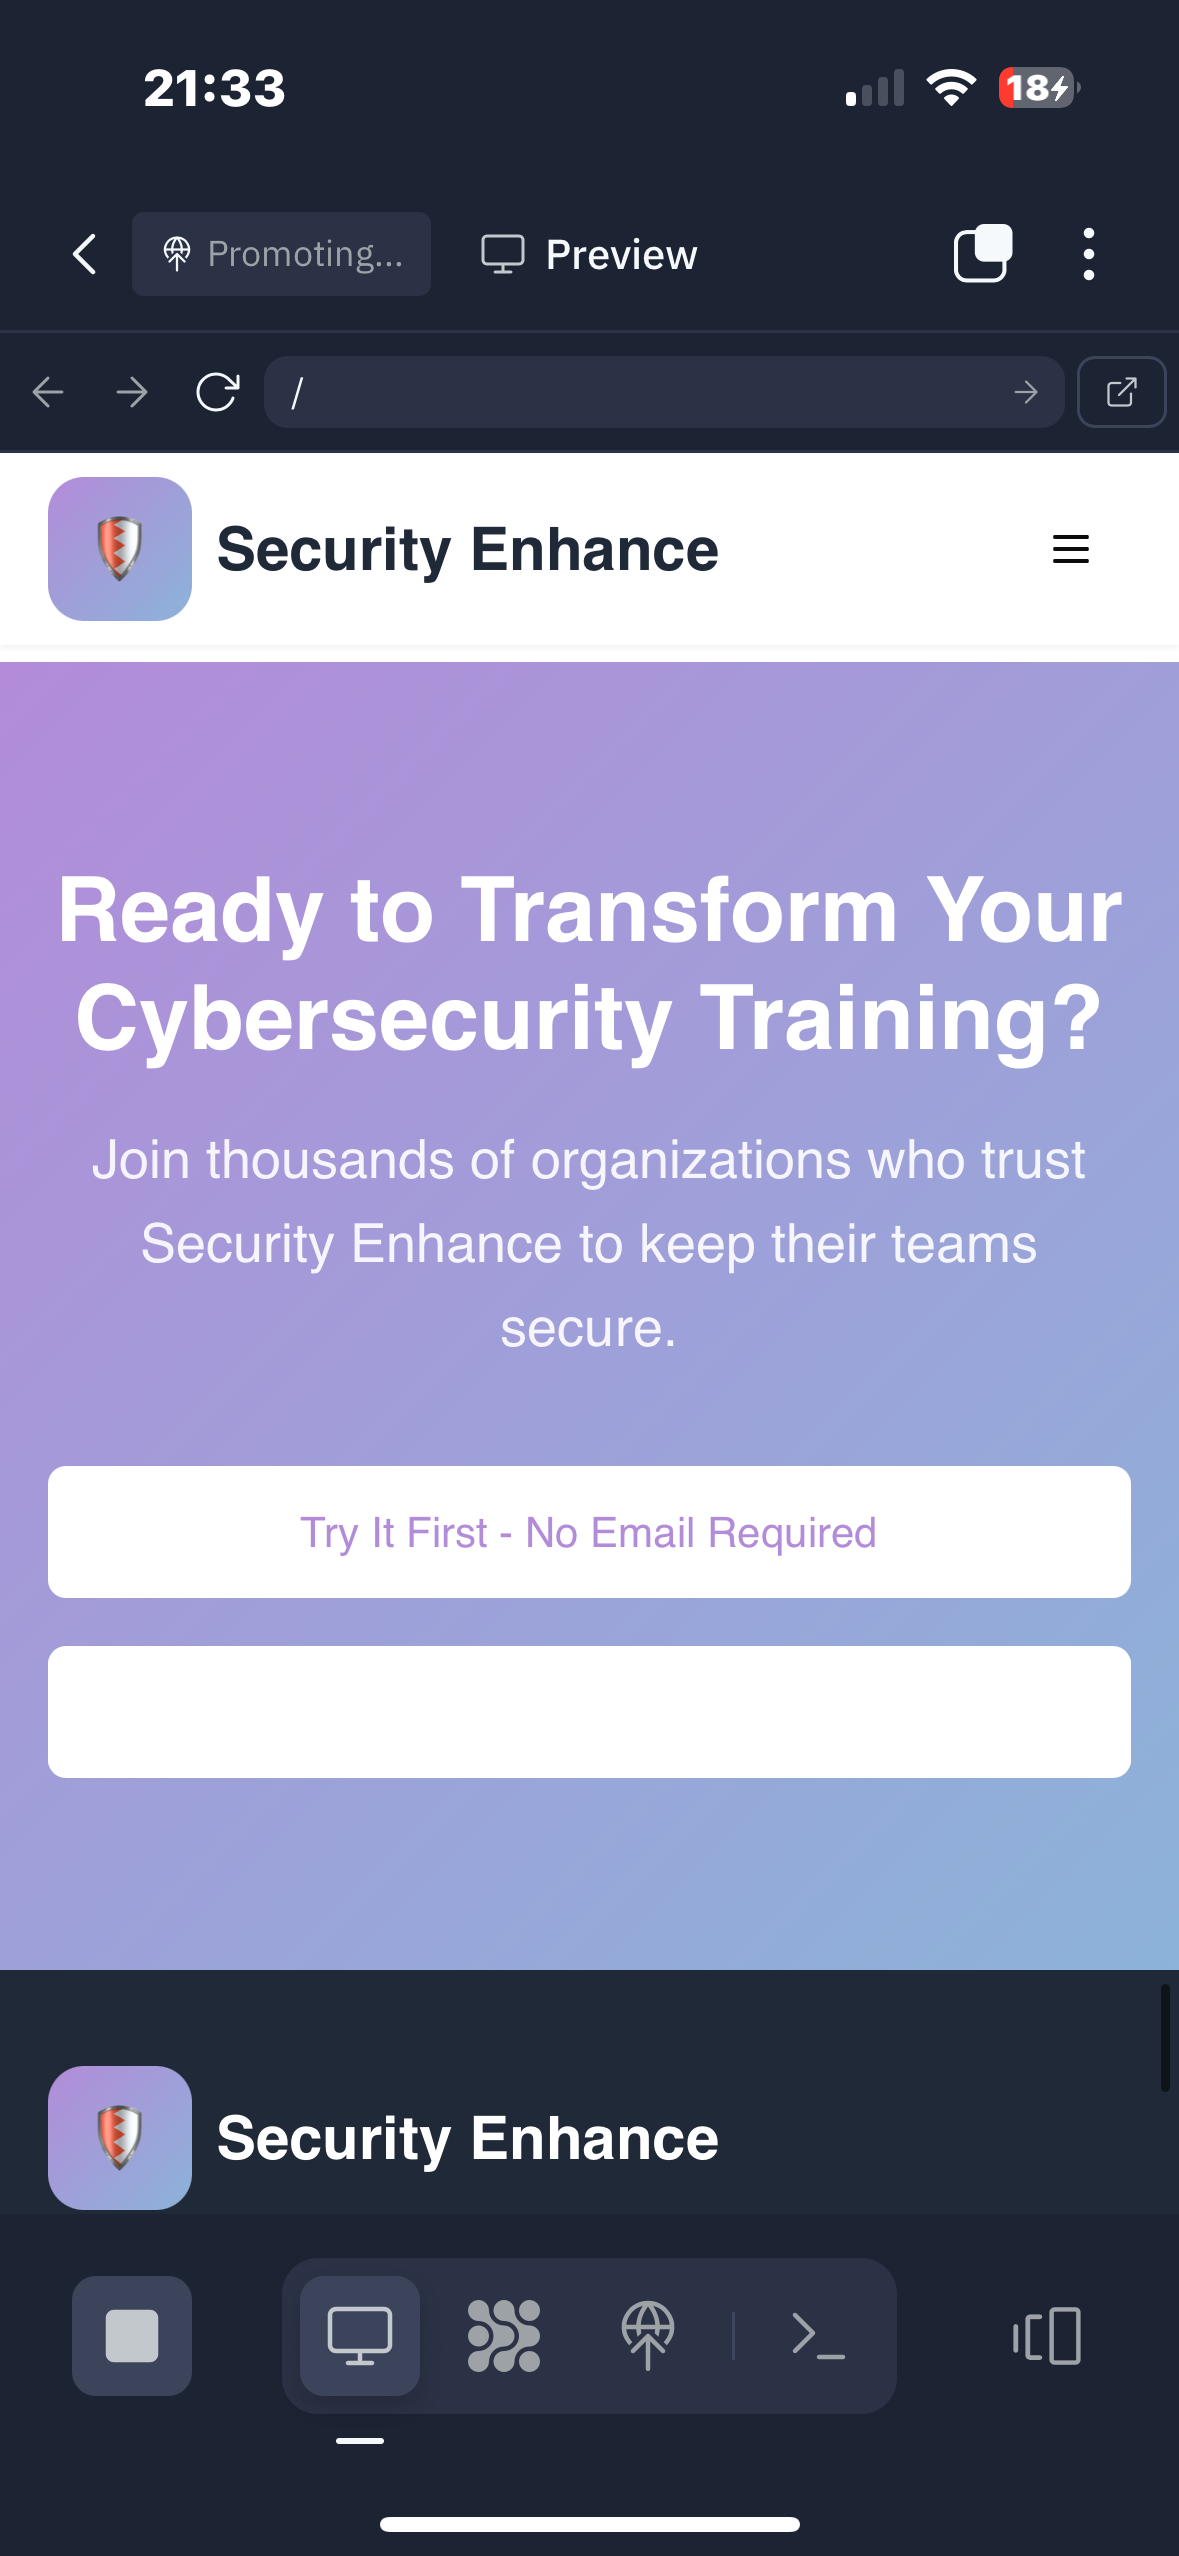 21:33
18
Promoting...
Preview
/
Security Enhance
Ready to Transform Your
Cybersecurity Training?
Join thousands of organizations who trust
Security Enhance to keep their teams
secure.
Try It First - No Email Required
Security Enhance